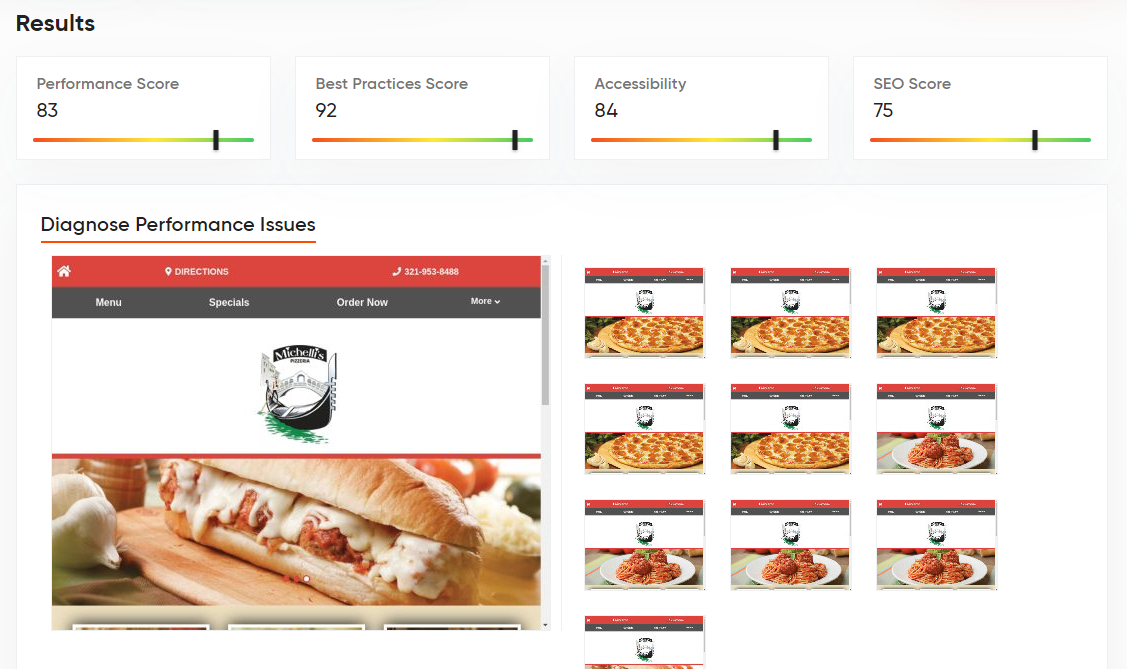 Results
Performance Score
83
Best Practices Score
92
Accessibility
84
SEO Score
75
Diagnose Performance Issues
DIRECTIONS
321-953-8488
Menu
Specials
Order Now
More
Michelli's
PIZZERIA